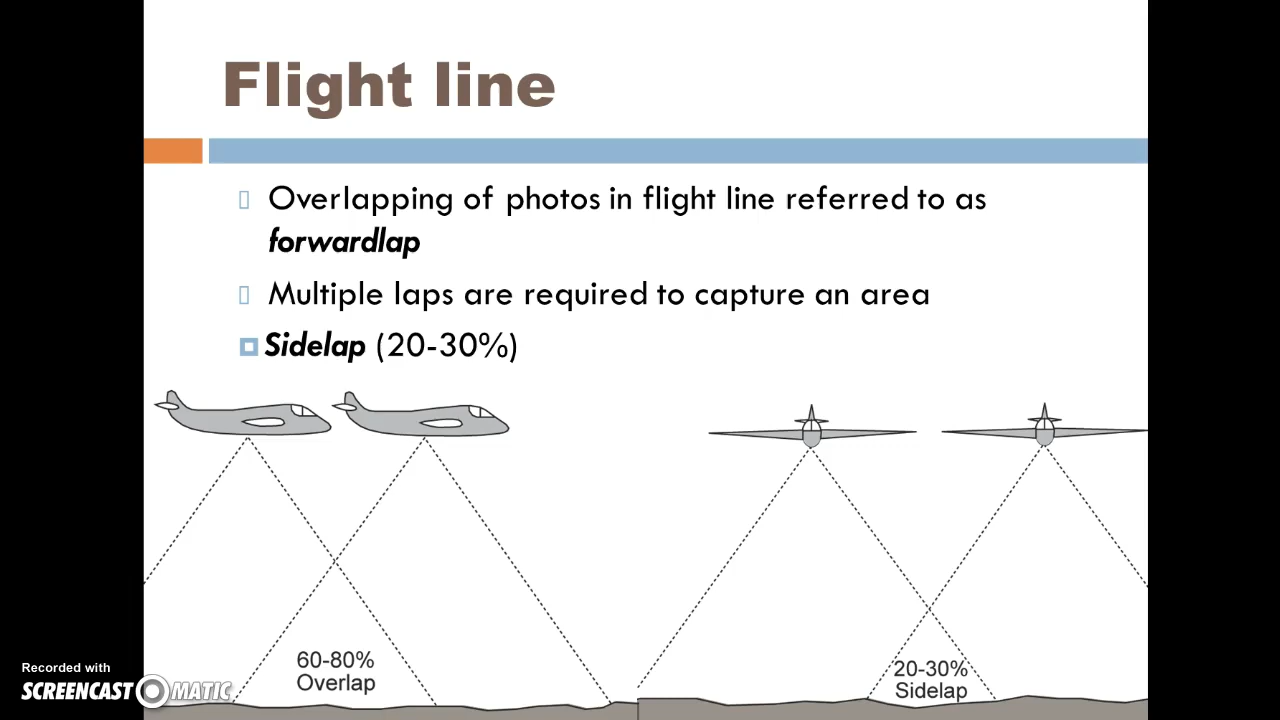 Flight line
Overlapping of photos in flight line referred to as
forwardlap
Multiple laps are required to capture an area
Sidelap (20-30%)
60-80%
Overlap
20-30%
Sidelap
Recorded with
SCREENCAST MATIC